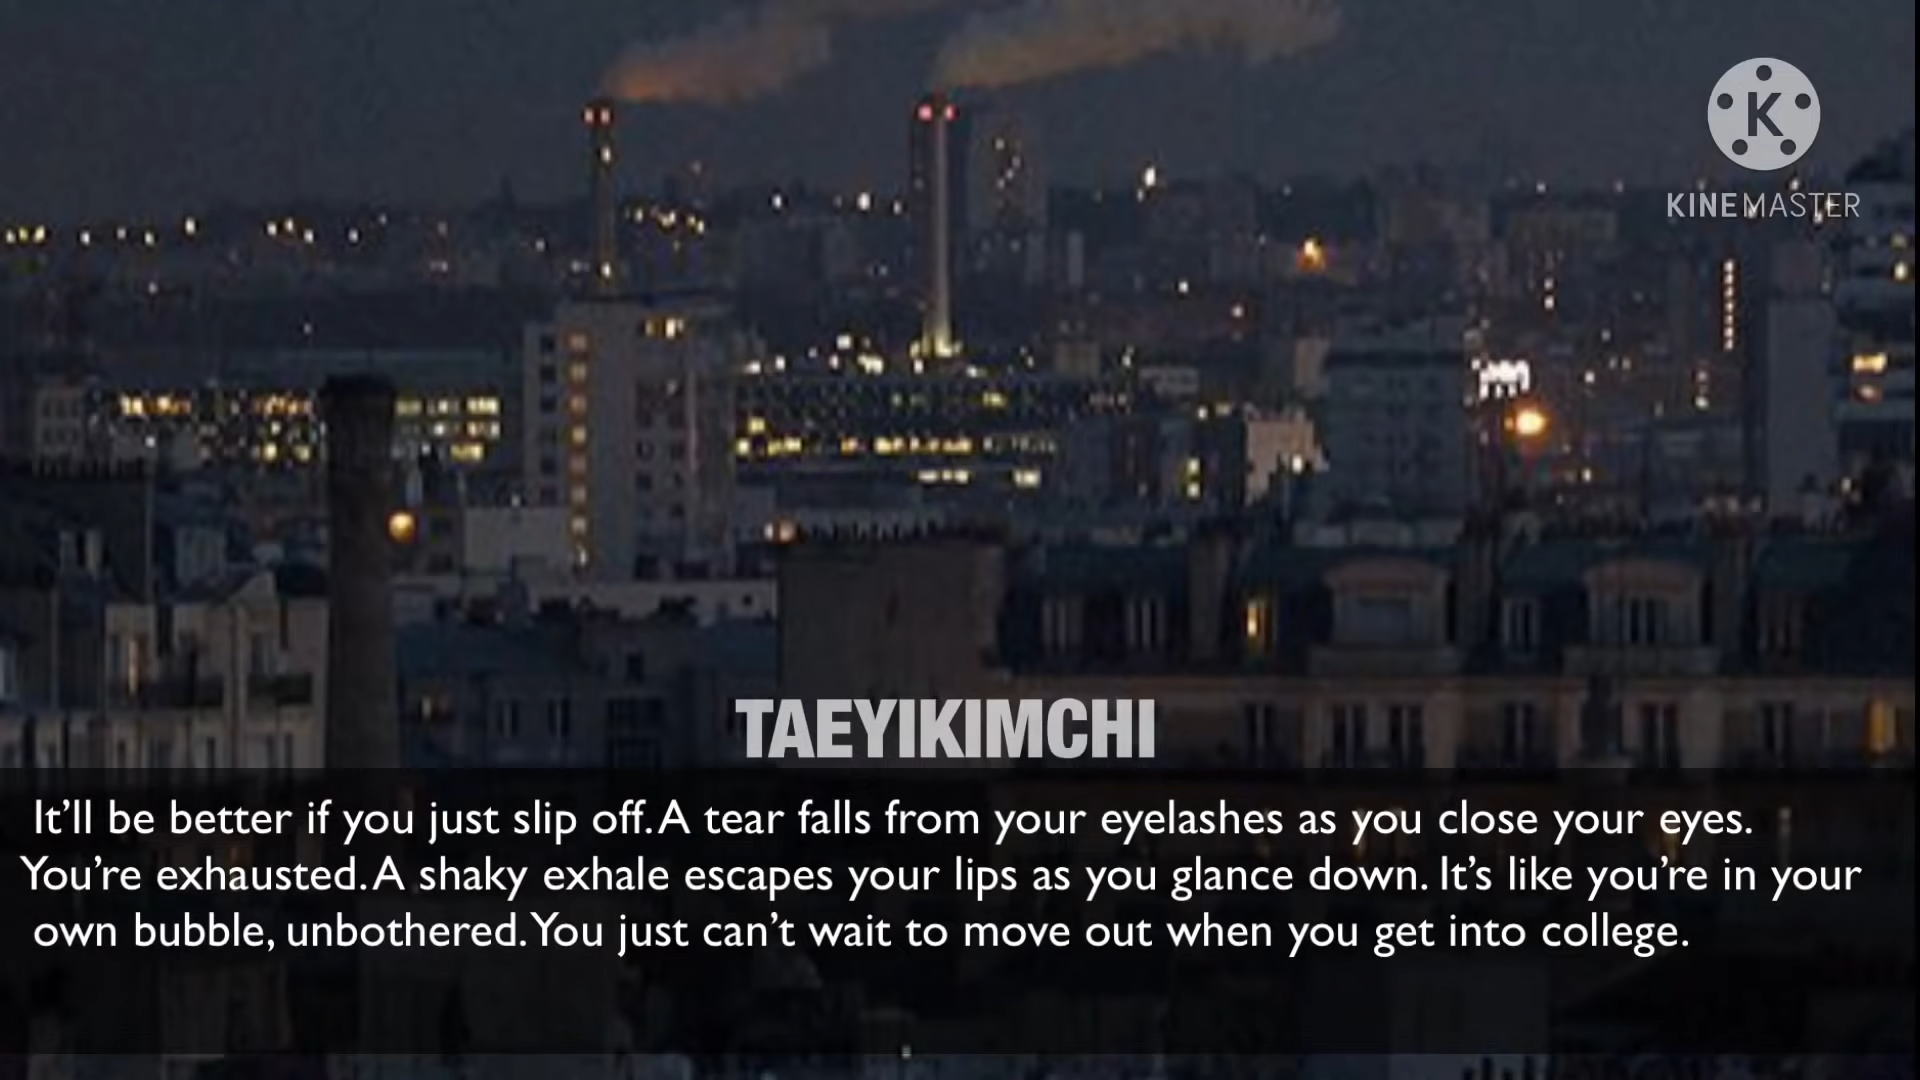 K
KINEMASTER
TAEYIKIMCHI
It'll be better if you just slip off. A tear falls from your eyelashes as you close your eyes.
You're exhausted. A shaky exhale escapes your lips as you glance down. It's like you're in your
own bubble, unbothered. You just can't wait to move out when you get into college.